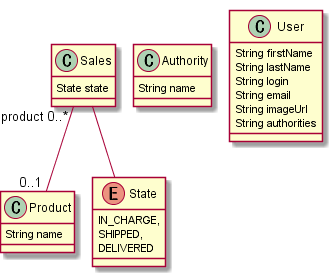 C Sales
State state
C Authority
String name
C User
String firstName
String lastName
String login
String email
String imageUrl
String authorities
product 0..*
0..1
C Product
String name
E State
IN_CHARGE,
SHIPPED,
DELIVERED